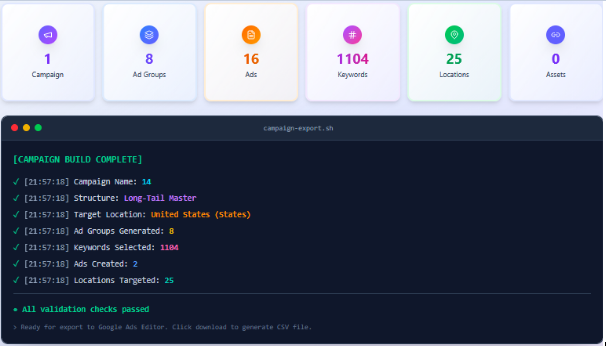 1
Campaign
8
Ad Groups
16
Ads
1104
Keywords
25
Locations
0
Assets
campaign-export.sh
[CAMPAIGN BUILD COMPLETE]
✓ [21:57:18] Campaign Name: 14
✓ [21:57:18] Structure: Long-Tail Master
✓ [21:57:18] Target Location: United States (States)
✓ [21:57:18] Ad Groups Generated: 8
✓ [21:57:18] Keywords Selected: 1104
✓ [21:57:18] Ads Created: 2
✓ [21:57:18] Locations Targeted: 25
● All validation checks passed
> Ready for export to Google Ads Editor. Click download to generate CSV file.